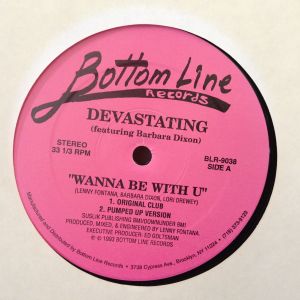 Bottom Line
Records
DEVASTATING
(featuring Barbara Dixon)
STEREO
33 1/3 RPM
BLR-9038
SIDE A
"WANNA BE WITH U"
(LENNY FONTANA, BARBARA DIXON, LORI DREWEY)
1. ORIGINAL CLUB
2. PUMPED UP VERSION
SUSLIK PUBLISHING BMI/DOWNUNDER BMI
PRODUCED, MIXED, & ENGINEERED BY LENNY FONTANA.
EXECUTIVE PRODUCER: ED GOLTSMAN
© 1993 BOTTOM LINE RECORDS
Manufactured and Distributed by Bottom Line Records • 3738 Cypress Ave., Brooklyn, NY 11224 • (718)